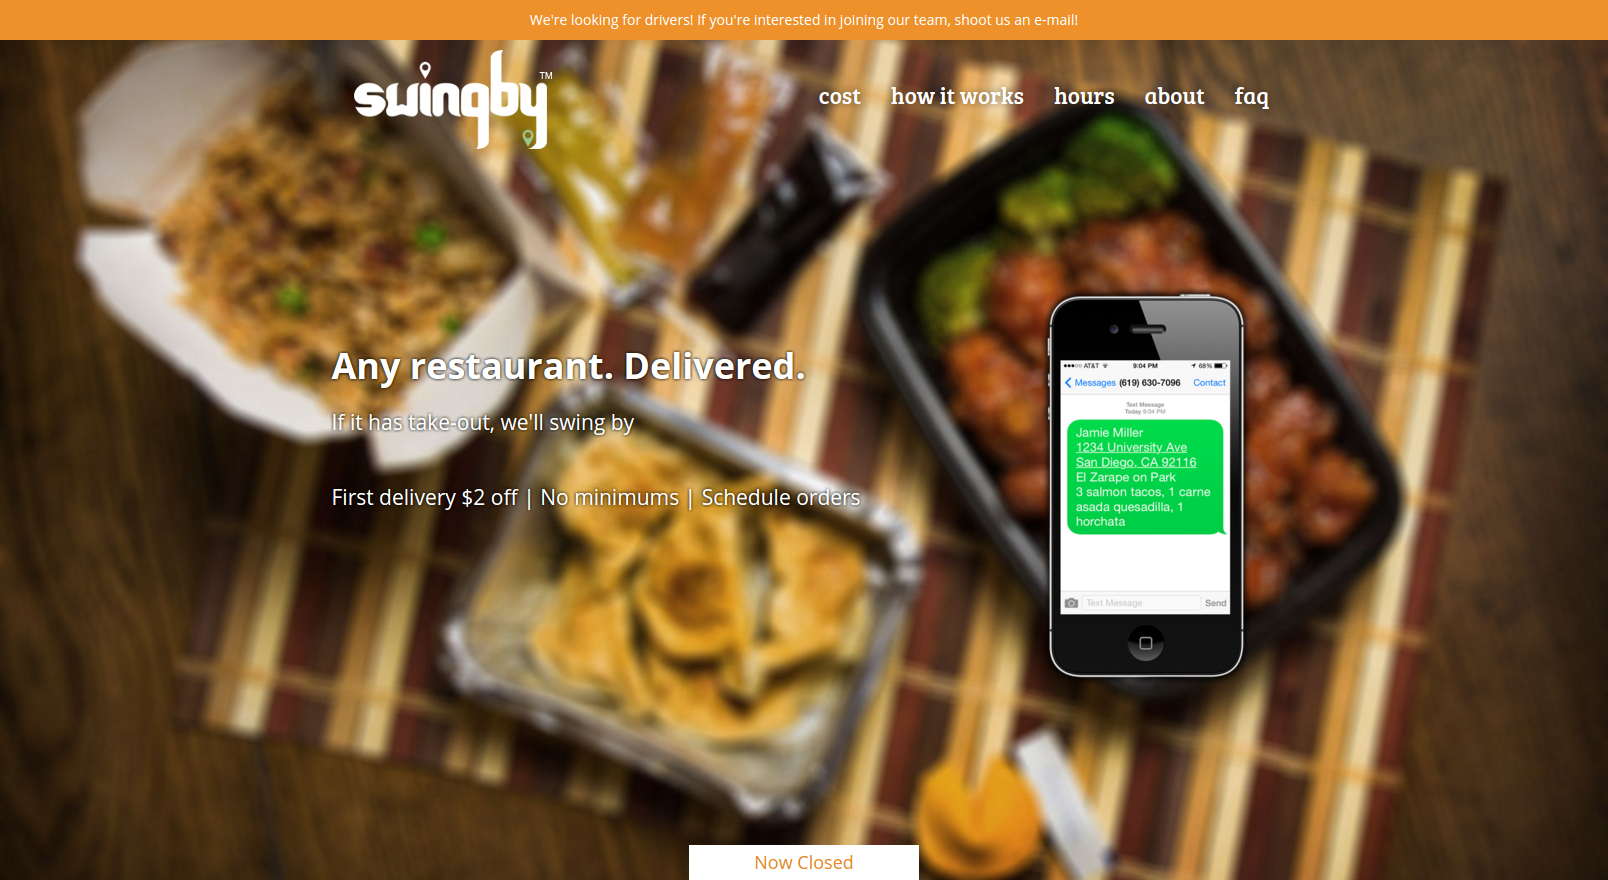 We're looking for drivers! If you're interested in joining our team, shoot us an e-mail!
swingby™
cost how it works hours about faq
Any restaurant. Delivered.
If it has take-out, we'll swing by
First delivery $2 off | No minimums | Schedule orders
AT&T 9:04 PM 68%
Messages (619) 630-7096 Contact
Text Message
Today 9:04 PM
Jamie Miller
1234 University Ave
San Diego, CA 92116
El Zarape on Park
3 salmon tacos, 1 carne
asada quesadilla, 1
horchata
Text Message Send
Now Closed